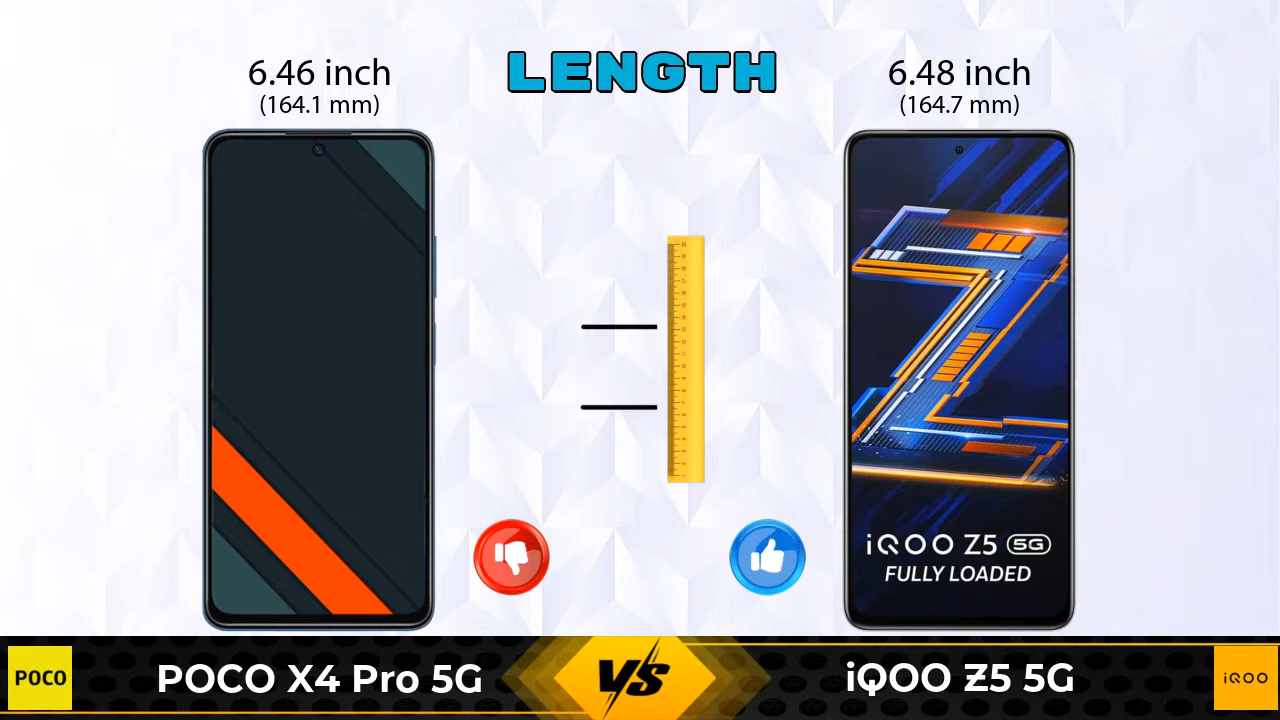 LENGTH
6.46 inch
(164.1 mm)
6.48 inch
(164.7 mm)
iQOO Z5 5G
FULLY LOADED
POCO
POCO X4 Pro 5G
VS
iQOO Z5 5G
iQOO